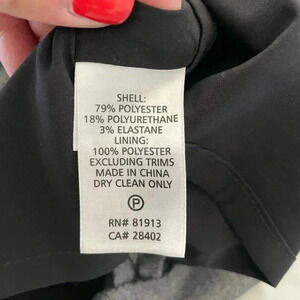 SHELL:
79% POLYESTER
18% POLYURETHANE
3% ELASTANE
LINING:
100% POLYESTER
EXCLUDING TRIMS
MADE IN CHINA
DRY CLEAN ONLY
P
RN# 81913
CA# 28402